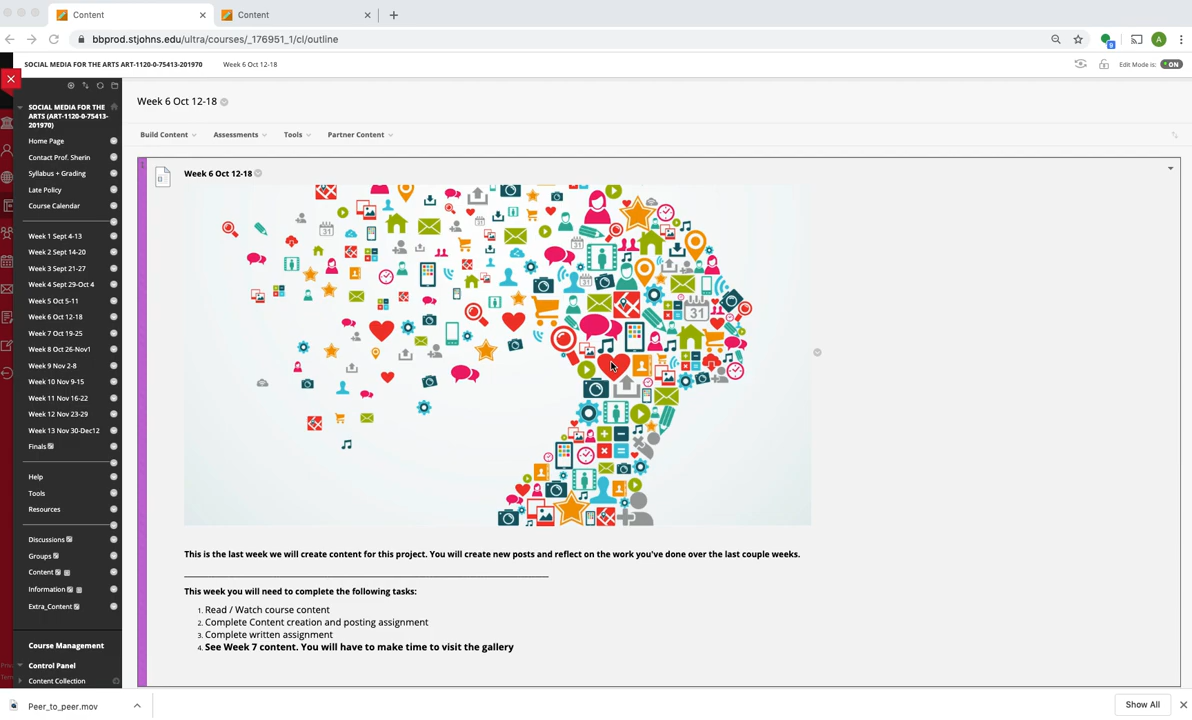 Content
Content
bbprod.stjohns.edu/ultra/courses/_176951_1/cl/outline
9
A
SOCIAL MEDIA FOR THE ARTS ART-1120-0-75413-201970
Week 6 Oct 12-18
Edit Mode is:
ON
SOCIAL MEDIA FOR THE
ARTS (ART-1120-0-75413-
201970)
Home Page
Contact Prof. Sherin
Syllabus + Grading
Late Policy
Course Calendar
Week 1 Sept 4-13
Week 2 Sept 14-20
Week 3 Sept 21-27
Week 4 Sept 29-Oct 4
Week 5 Oct 5-11
Week 6 Oct 12-18
Week 7 Oct 19-25
Week 8 Oct 26-Nov1
Week 9 Nov 2-8
Week 10 Nov 9-15
Week 11 Nov 16-22
Week 12 Nov 23-29
Week 13 Nov 30-Dec12
Finals
Help
Tools
Resources
Discussions
Groups
Content
Information
Extra_Content
Course Management
Control Panel
Content Collection
Week 6 Oct 12-18
Build Content
Assessments
Tools
Partner Content
Week 6 Oct 12-18
31
This is the last week we will create content for this project. You will create new posts and reflect on the work you've done over the last couple weeks.
This week you will need to complete the following tasks:
1. Read / Watch course content
2. Complete Content creation and posting assignment
3. Complete written assignment
4. See Week 7 content. You will have to make time to visit the gallery
Peer_to_peer.mov
Show All